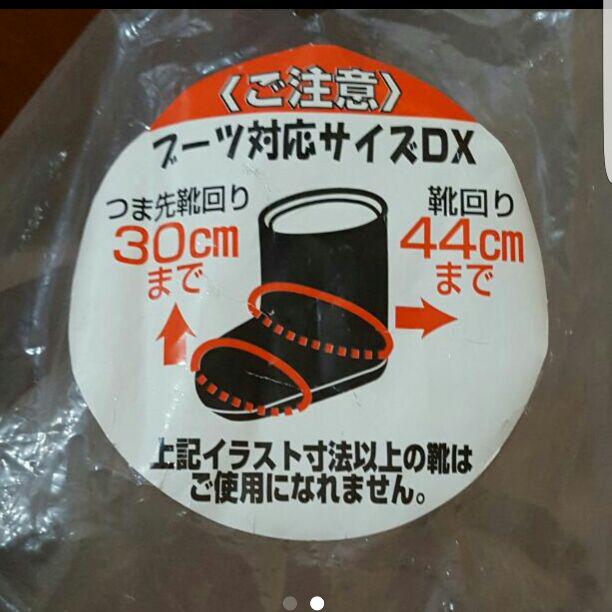 〈ご注意〉
ブーツ対応サイズDX
つま先靴回り
30cm
まで
靴回り
44cm
まで
上記イラスト寸法以上の靴は
ご使用になれません。